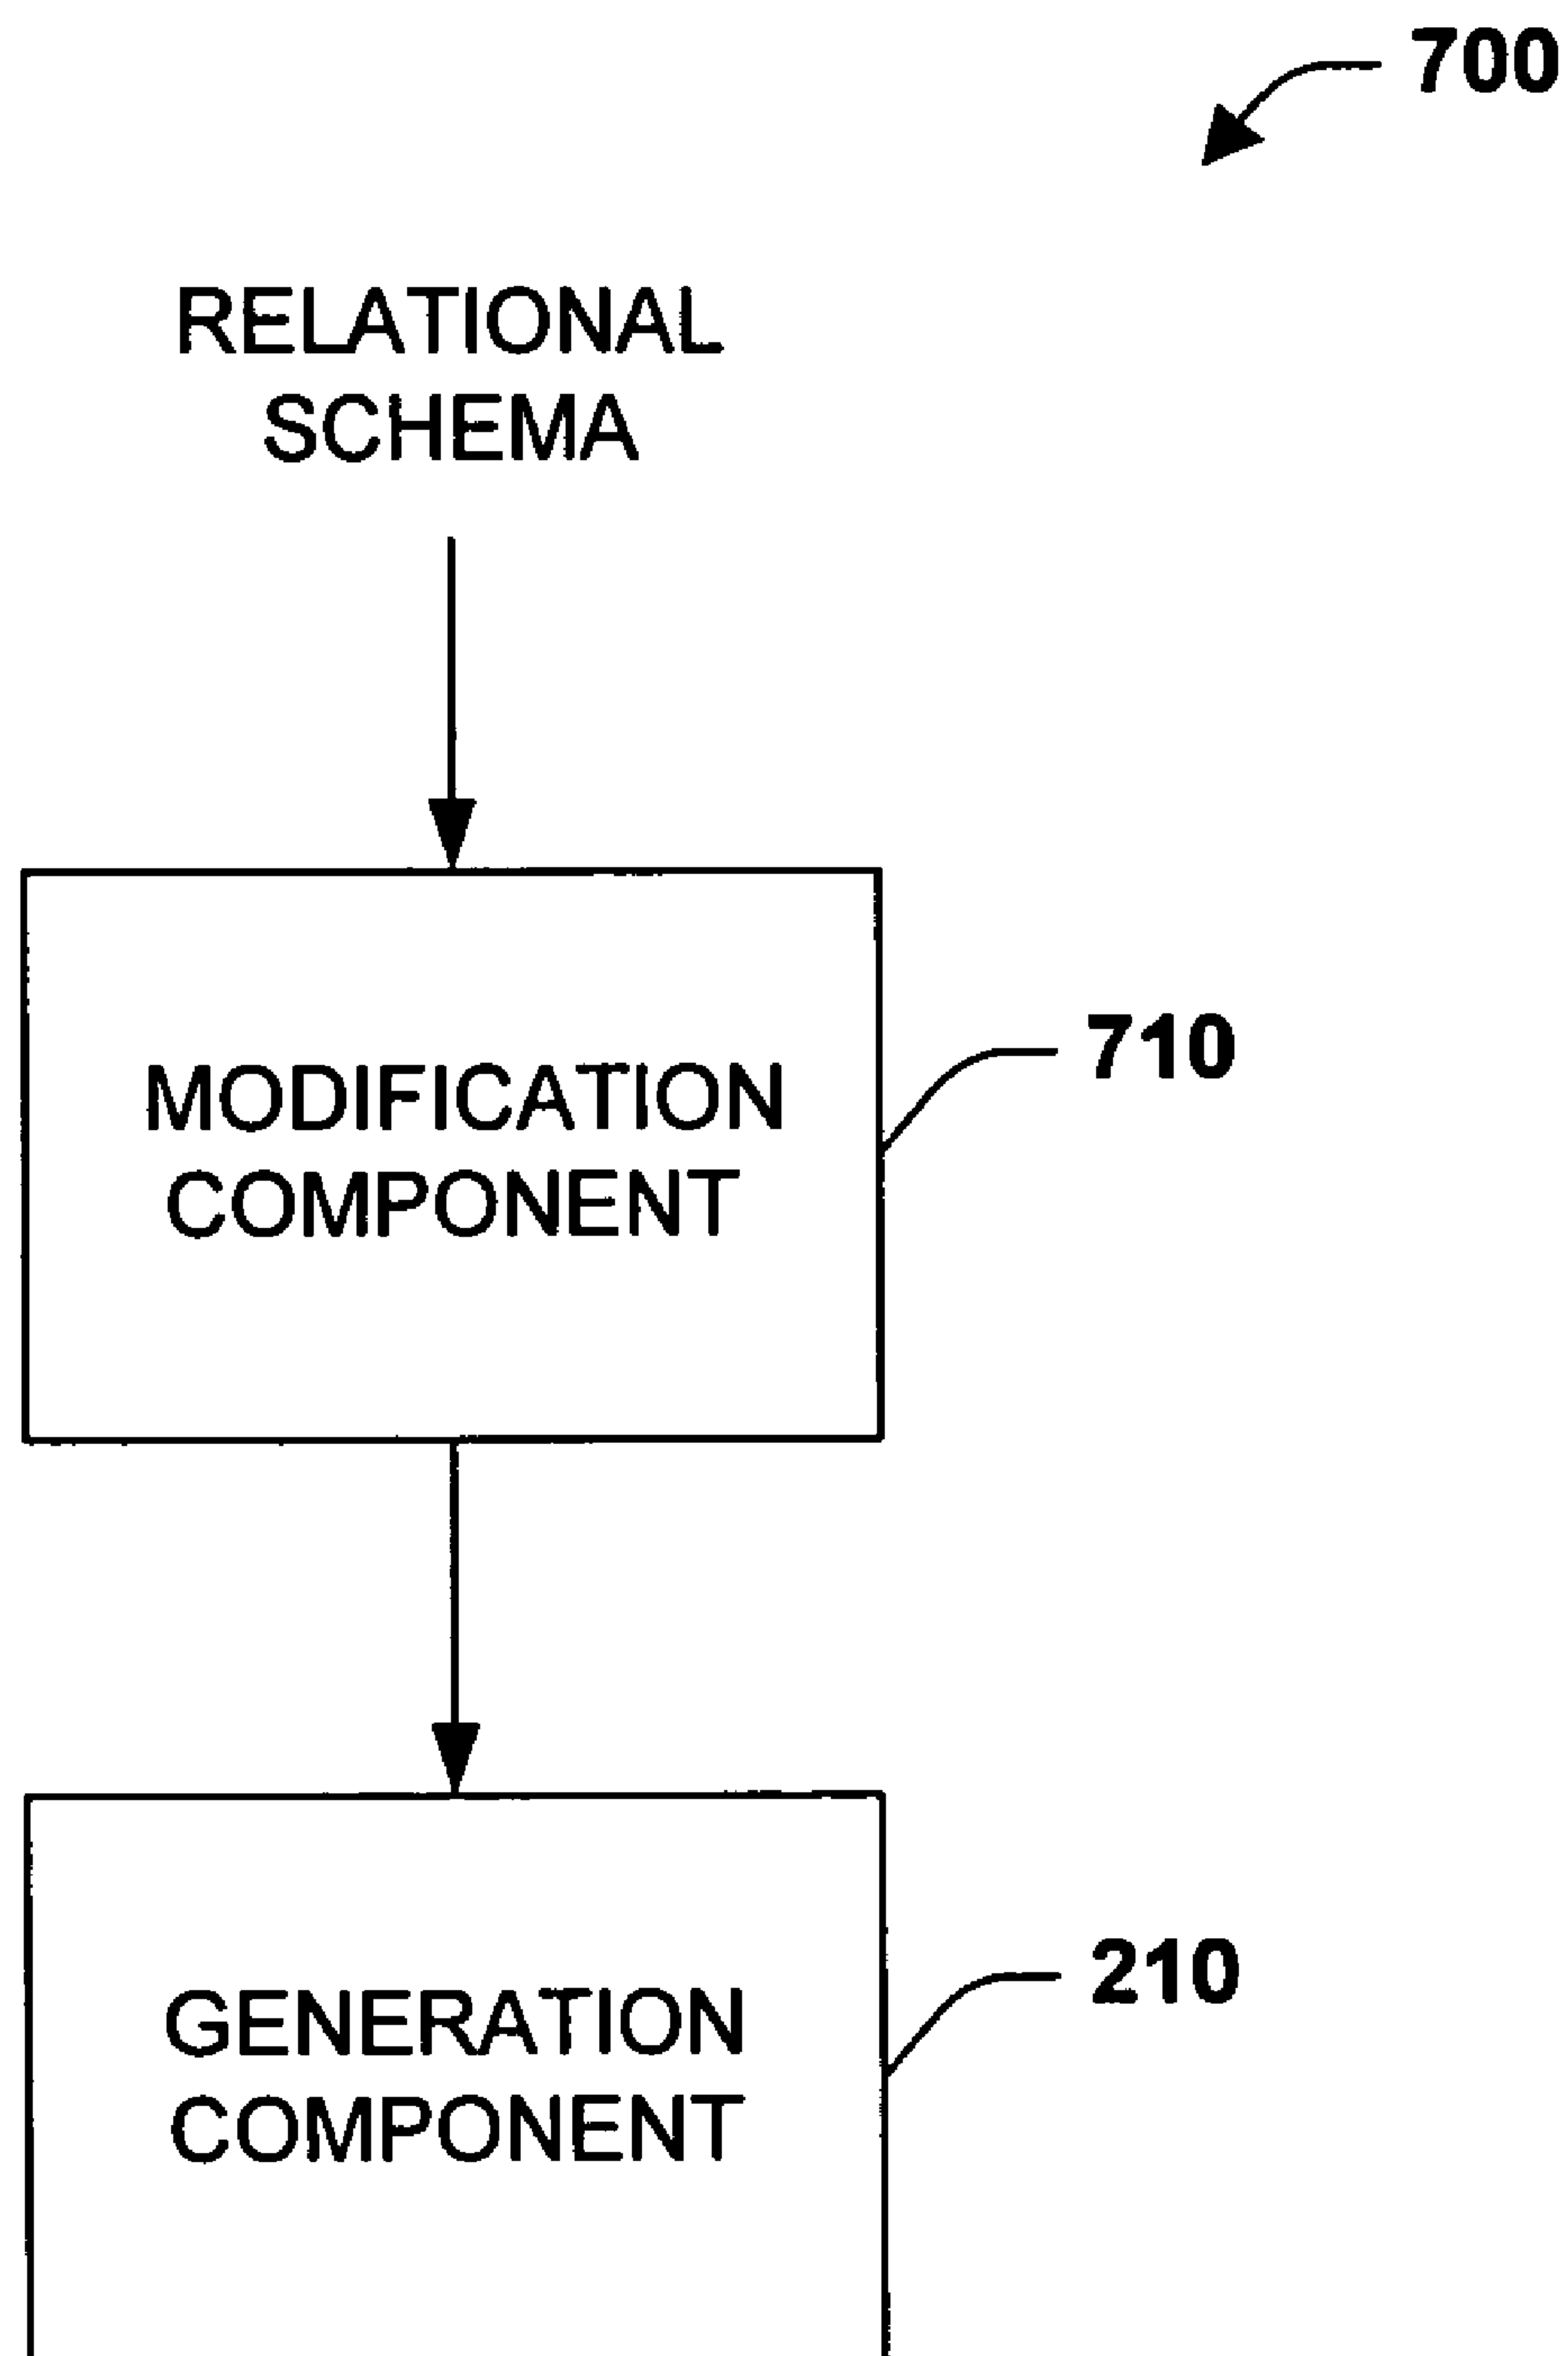 700
RELATIONAL
SCHEMA
MODIFICATION
COMPONENT
710
GENERATION
COMPONENT
210